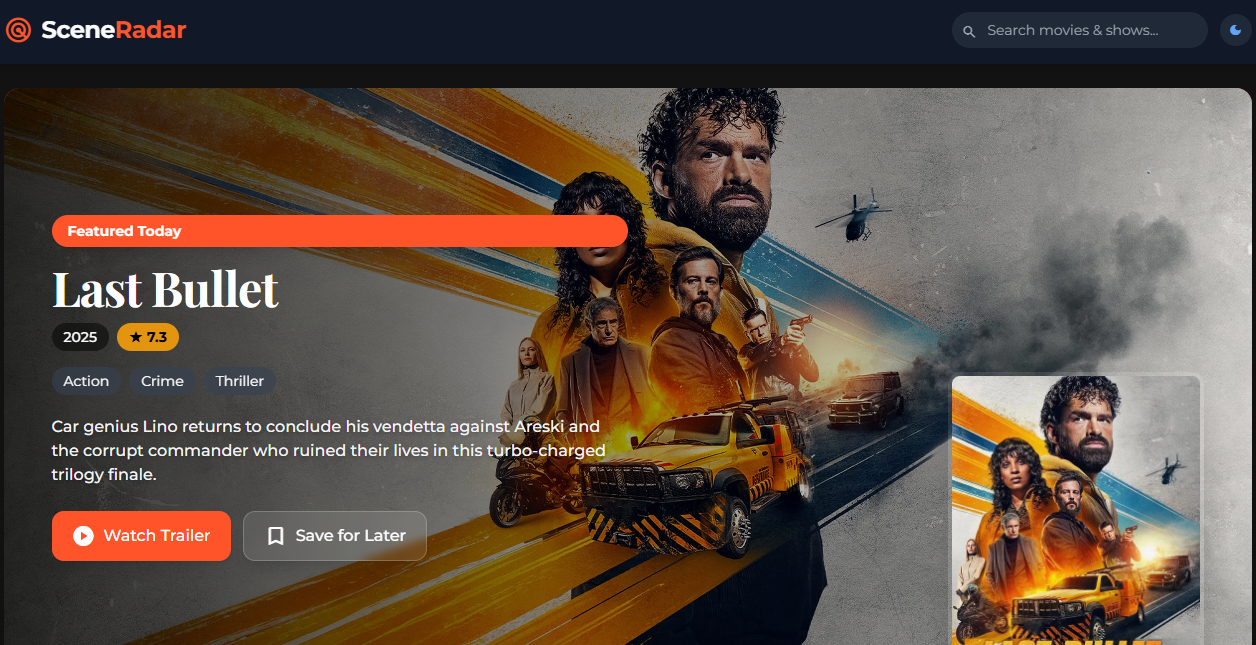 SceneRadar
Search movies & shows...
Featured Today
Last Bullet
2025 ★ 7.3
Action Crime Thriller
Car genius Lino returns to conclude his vendetta against Areski and
the corrupt commander who ruined their lives in this turbo-charged
trilogy finale.
Watch Trailer Save for Later